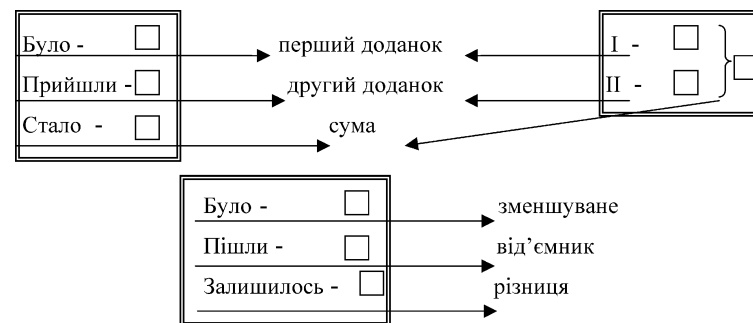 Було - перший доданок I -
Прийшли - другий доданок II -
Стало - сума
Було - зменшуване
Пішли - від’ємник
Залишилось - різниця